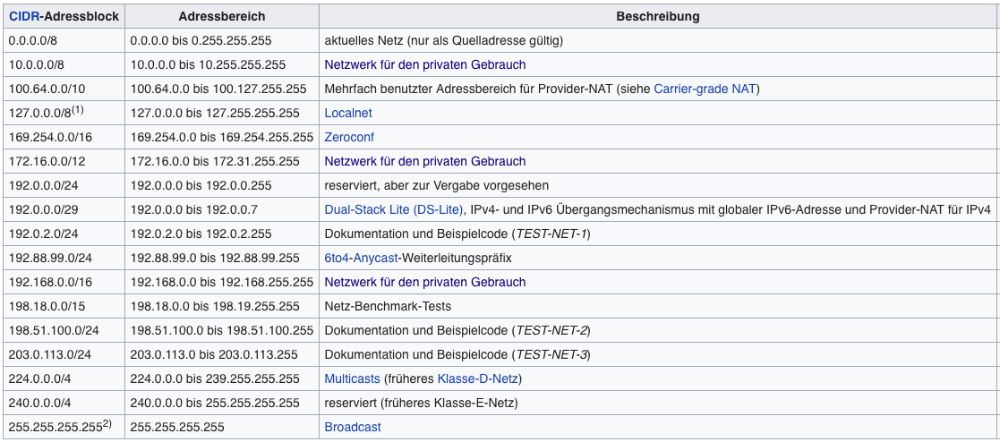 CIDR-Adressblock Adressbereich Beschreibung
0.0.0.0/8 0.0.0.0 bis 0.255.255.255 aktuelles Netz (nur als Quelladresse gültig)
10.0.0.0/8 10.0.0.0 bis 10.255.255.255 Netzwerk für den privaten Gebrauch
100.64.0.0/10 100.64.0.0 bis 100.127.255.255 Mehrfach benutzter Adressbereich für Provider-NAT (siehe Carrier-grade NAT)
127.0.0.0/8(1) 127.0.0.0 bis 127.255.255.255 Localnet
169.254.0.0/16 169.254.0.0 bis 169.254.255.255 Zeroconf
172.16.0.0/12 172.16.0.0 bis 172.31.255.255 Netzwerk für den privaten Gebrauch
192.0.0.0/24 192.0.0.0 bis 192.0.0.255 reserviert, aber zur Vergabe vorgesehen
192.0.0.0/29 192.0.0.0 bis 192.0.0.7 Dual-Stack Lite (DS-Lite), IPv4- und IPv6 Übergangsmechanismus mit globaler IPv6-Adresse und Provider-NAT für IPv4
192.0.2.0/24 192.0.2.0 bis 192.0.2.255 Dokumentation und Beispielcode (TEST-NET-1)
192.88.99.0/24 192.88.99.0 bis 192.88.99.255 6to4-Anycast-Weiterleitungspräfix
192.168.0.0/16 192.168.0.0 bis 192.168.255.255 Netzwerk für den privaten Gebrauch
198.18.0.0/15 198.18.0.0 bis 198.19.255.255 Netz-Benchmark-Tests
198.51.100.0/24 198.51.100.0 bis 198.51.100.255 Dokumentation und Beispielcode (TEST-NET-2)
203.0.113.0/24 203.0.113.0 bis 203.0.113.255 Dokumentation und Beispielcode (TEST-NET-3)
224.0.0.0/4 224.0.0.0 bis 239.255.255.255 Multicasts (früheres Klasse-D-Netz)
240.0.0.0/4 240.0.0.0 bis 255.255.255.255 reserviert (früheres Klasse-E-Netz)
255.255.255.2552) 255.255.255.255 Broadcast